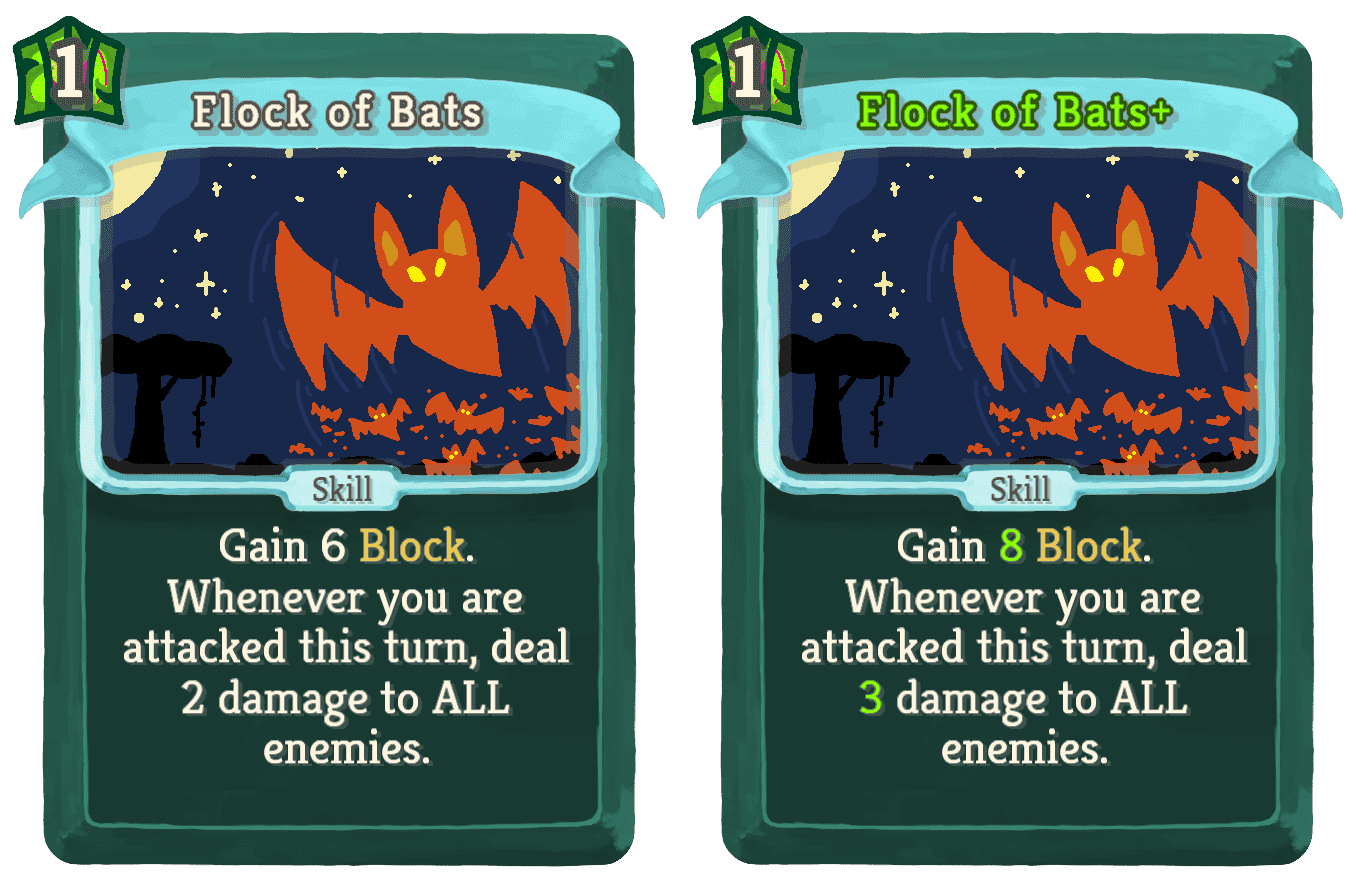 1
Flock of Bats
Skill
Gain 6 Block.
Whenever you are
attacked this turn, deal
2 damage to ALL
enemies.
1
Flock of Bats+
Skill
Gain 8 Block.
Whenever you are
attacked this turn, deal
3 damage to ALL
enemies.